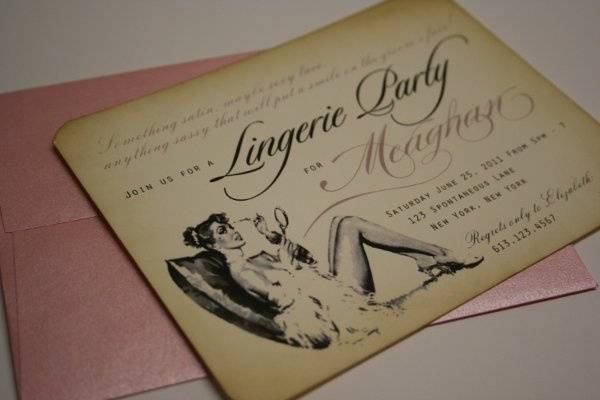 Something satin, maybe sexy lace
anything sassy that will put a smile on the groom's face!
JOIN US FOR A Lingerie Party
FOR Meaghan
SATURDAY JUNE 25, 2011 FROM 5PM - ?
123 SPONTANEOUS LANE
NEW YORK, NEW YORK
Regrets only to Elizabeth
613.123.4567